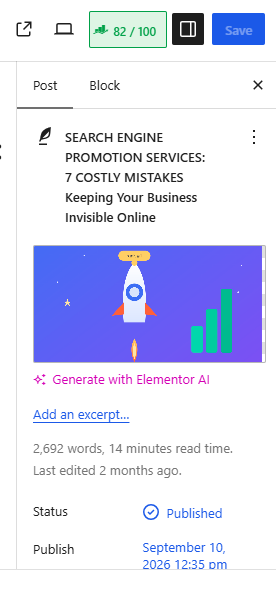 82 / 100
Save
Post
Block
SEARCH ENGINE
PROMOTION SERVICES:
7 COSTLY MISTAKES
Keeping Your Business
Invisible Online
Generate with Elementor AI
Add an excerpt...
2,692 words, 14 minutes read time.
Last edited 2 months ago.
Status
Published
Publish
September 10,
2026 12:35 pm